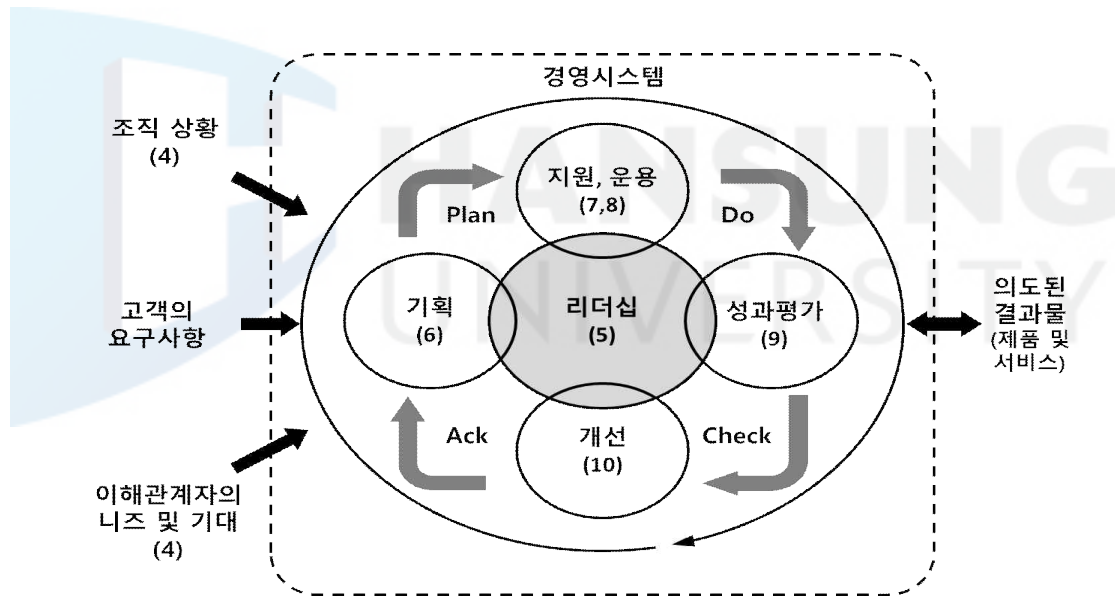 경영시스템
조직 상황
(4)
지원, 운용
(7,8)
Plan
Do
HANSUNG
UNIVERSITY
고객의
요구사항
기획
(6)
리더십
(5)
성과평가
(9)
의도된
결과물
(제품 및
서비스)
Ack
개선
(10)
Check
이해관계자의
니즈 및 기대
(4)